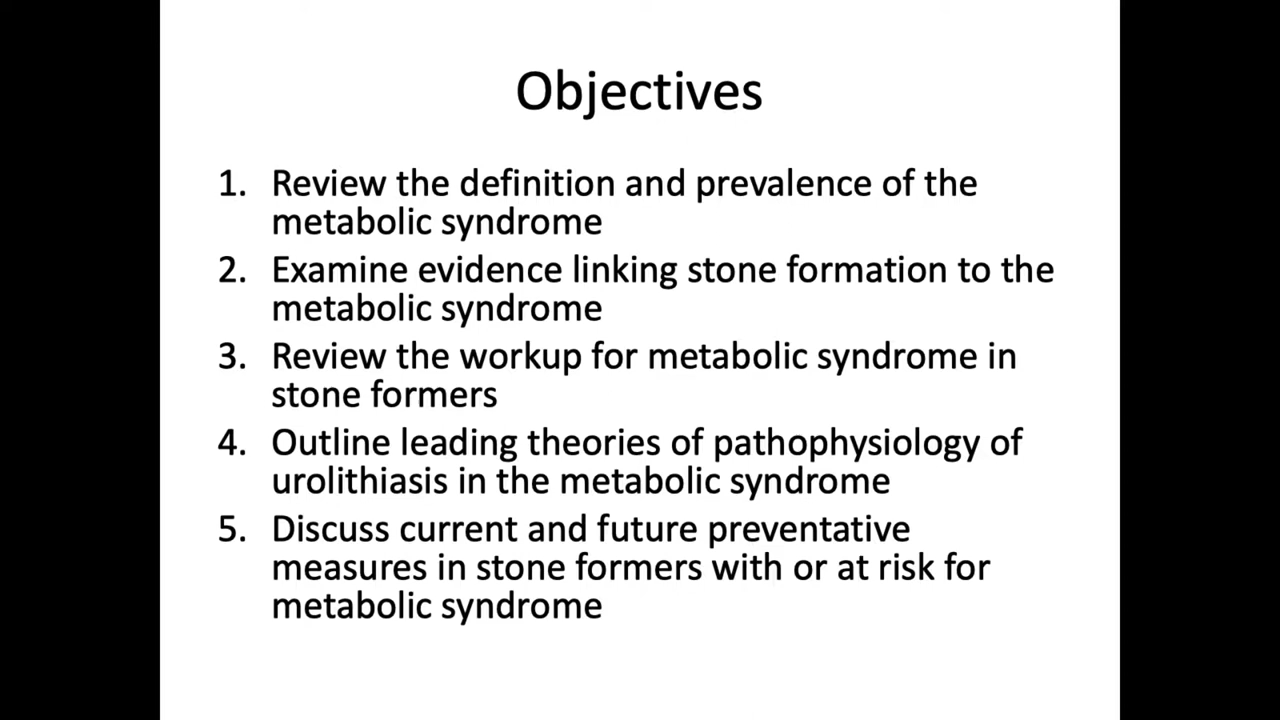 Objectives
1. Review the definition and prevalence of the
metabolic syndrome
2. Examine evidence linking stone formation to the
metabolic syndrome
3. Review the workup for metabolic syndrome in
stone formers
4. Outline leading theories of pathophysiology of
urolithiasis in the metabolic syndrome
5. Discuss current and future preventative
measures in stone formers with or at risk for
metabolic syndrome